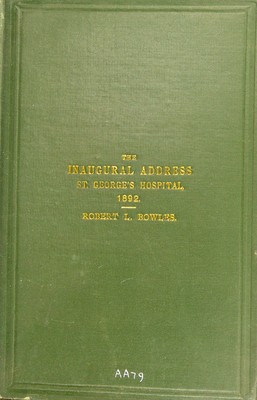 THE
INAUGURAL ADDRESS
ST. GEORGE'S HOSPITAL,
1892.
ROBERT L. BOWLES.
AA79